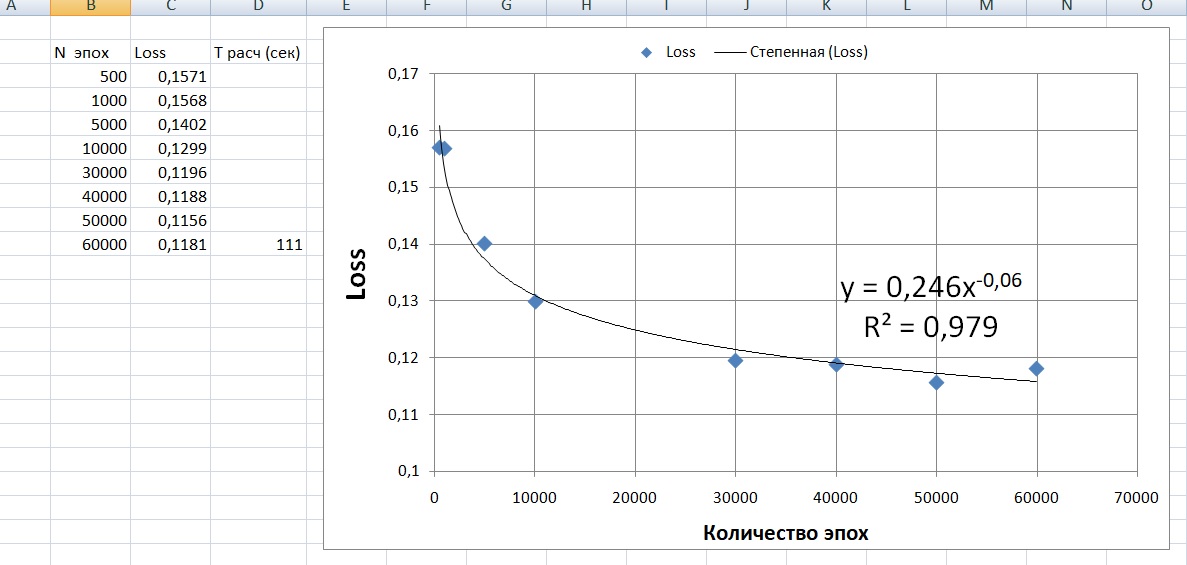 A B C D E F G H I J K L M N O
N эпох Loss T расч (сек)
500 0,1571
1000 0,1568
5000 0,1402
10000 0,1299
30000 0,1196
40000 0,1188
50000 0,1156
60000 0,1181 111
Loss Степенная (Loss)
0,17
0,16
0,15
0,14
0,13
0,12
0,11
0,1
Loss
y = 0,246x^-0,06
R² = 0,979
0 10000 20000 30000 40000 50000 60000 70000
Количество эпох